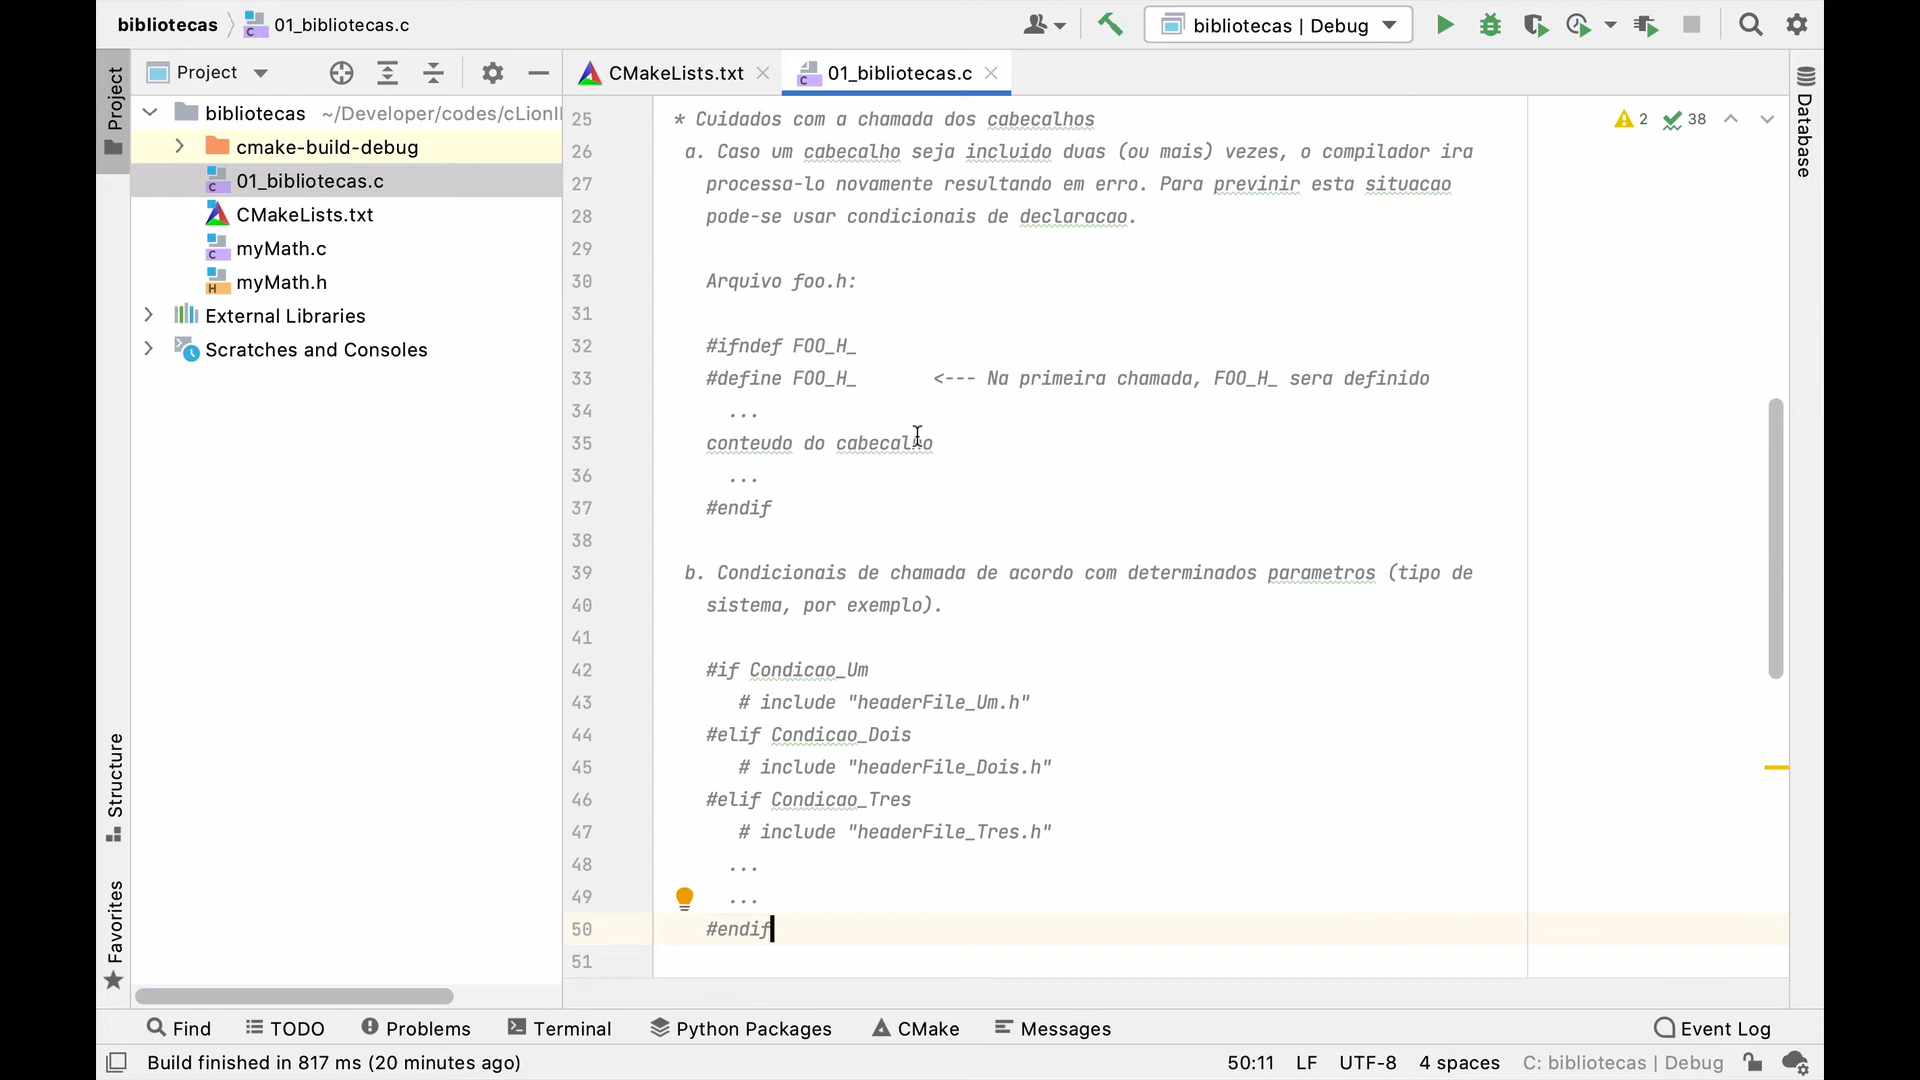 bibliotecas 01_bibliotecas.c
bibliotecas | Debug
Project
CMakeLists.txt
01_bibliotecas.c
Project
Structure
Favorites
Database
bibliotecas ~/Developer/codes/cLionI
cmake-build-debug
01_bibliotecas.c
CMakeLists.txt
myMath.c
myMath.h
External Libraries
Scratches and Consoles
2 38
25 * Cuidados com a chamada dos cabecalhos
26 a. Caso um cabecalho seja incluido duas (ou mais) vezes, o compilador ira
27 processa-lo novamente resultando em erro. Para previnir esta situacao
28 pode-se usar condicionais de declaracao.
29
30 Arquivo foo.h:
31
32 #ifndef FOO_H_
33 #define FOO_H_ <--- Na primeira chamada, FOO_H_ sera definido
34 ...
35 conteudo do cabecalho
36 ...
37 #endif
38
39 b. Condicionais de chamada de acordo com determinados parametros (tipo de
40 sistema, por exemplo).
41
42 #if Condicao_Um
43 # include "headerFile_Um.h"
44 #elif Condicao_Dois
45 # include "headerFile_Dois.h"
46 #elif Condicao_Tres
47 # include "headerFile_Tres.h"
48 ...
49 ...
50 #endif
51
Find TODO Problems Terminal Python Packages CMake Messages Event Log
Build finished in 817 ms (20 minutes ago) 50:11 LF UTF-8 4 spaces C: bibliotecas | Debug